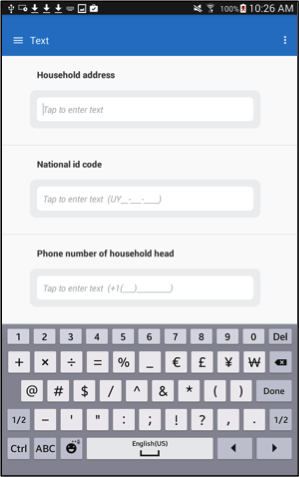 100% 10:26 AM
Text
Household address
Tap to enter text
National id code
Tap to enter text (UY__-__-___)
Phone number of household head
Tap to enter text (+1(__)_______)
1 2 3 4 5 6 7 8 9 0 Del
+ × ÷ = % _ € £ ¥ ₩
@ # $ / ^ & * ( ) Done
1/2 - ' " : ; ! ? , . 1/2
Ctrl ABC English(US)